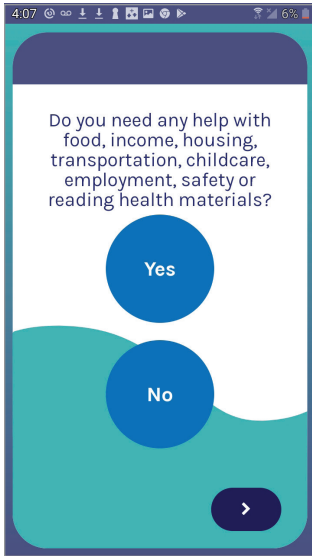 4:07 6%
Do you need any help with
food, income, housing,
transportation, childcare,
employment, safety or
reading health materials?
Yes
No